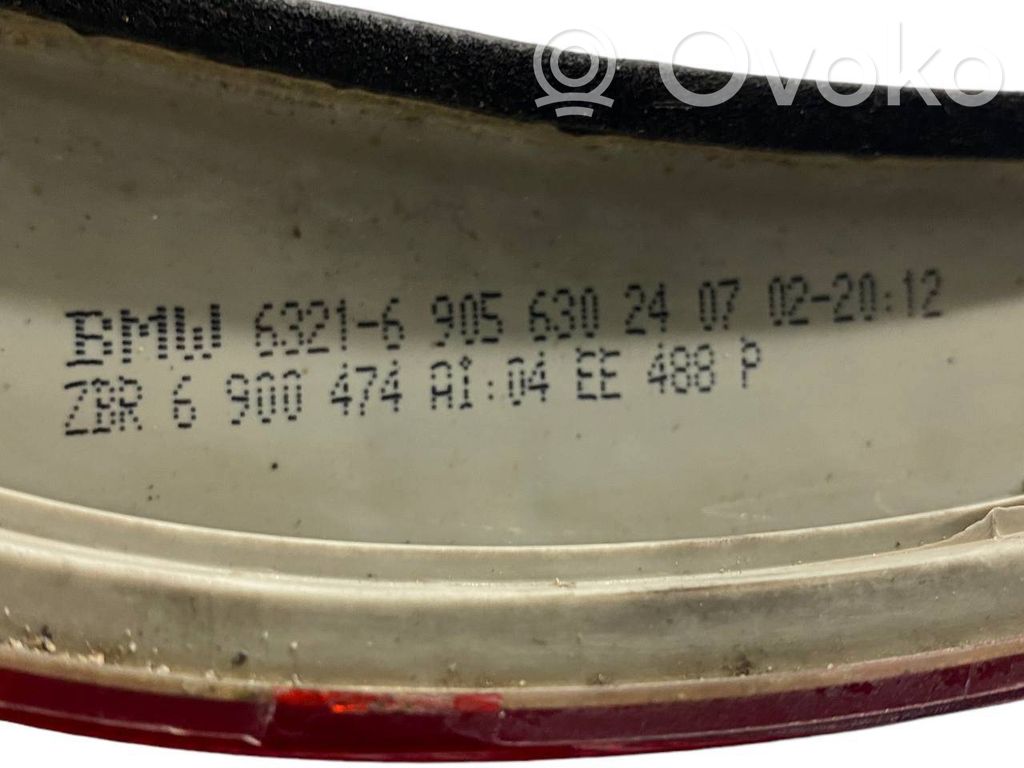 Ovoko
BMW 6321-6 905 630 24 07 02-20:12
ZBR 6 900 474 AI:04 EE 488 P